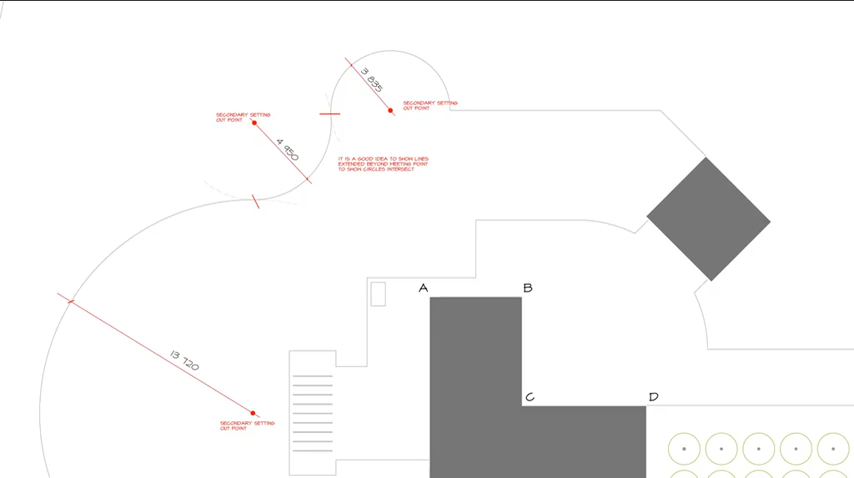 3 835
SECONDARY SETTING
OUT POINT
SECONDARY SETTING
OUT POINT
4 950
IT IS A GOOD IDEA TO SHOW LINES
EXTENDED BEYOND MEETING POINT
TO SHOW CIRCLES INTERSECT
A
B
13 720
C
D
SECONDARY SETTING
OUT POINT